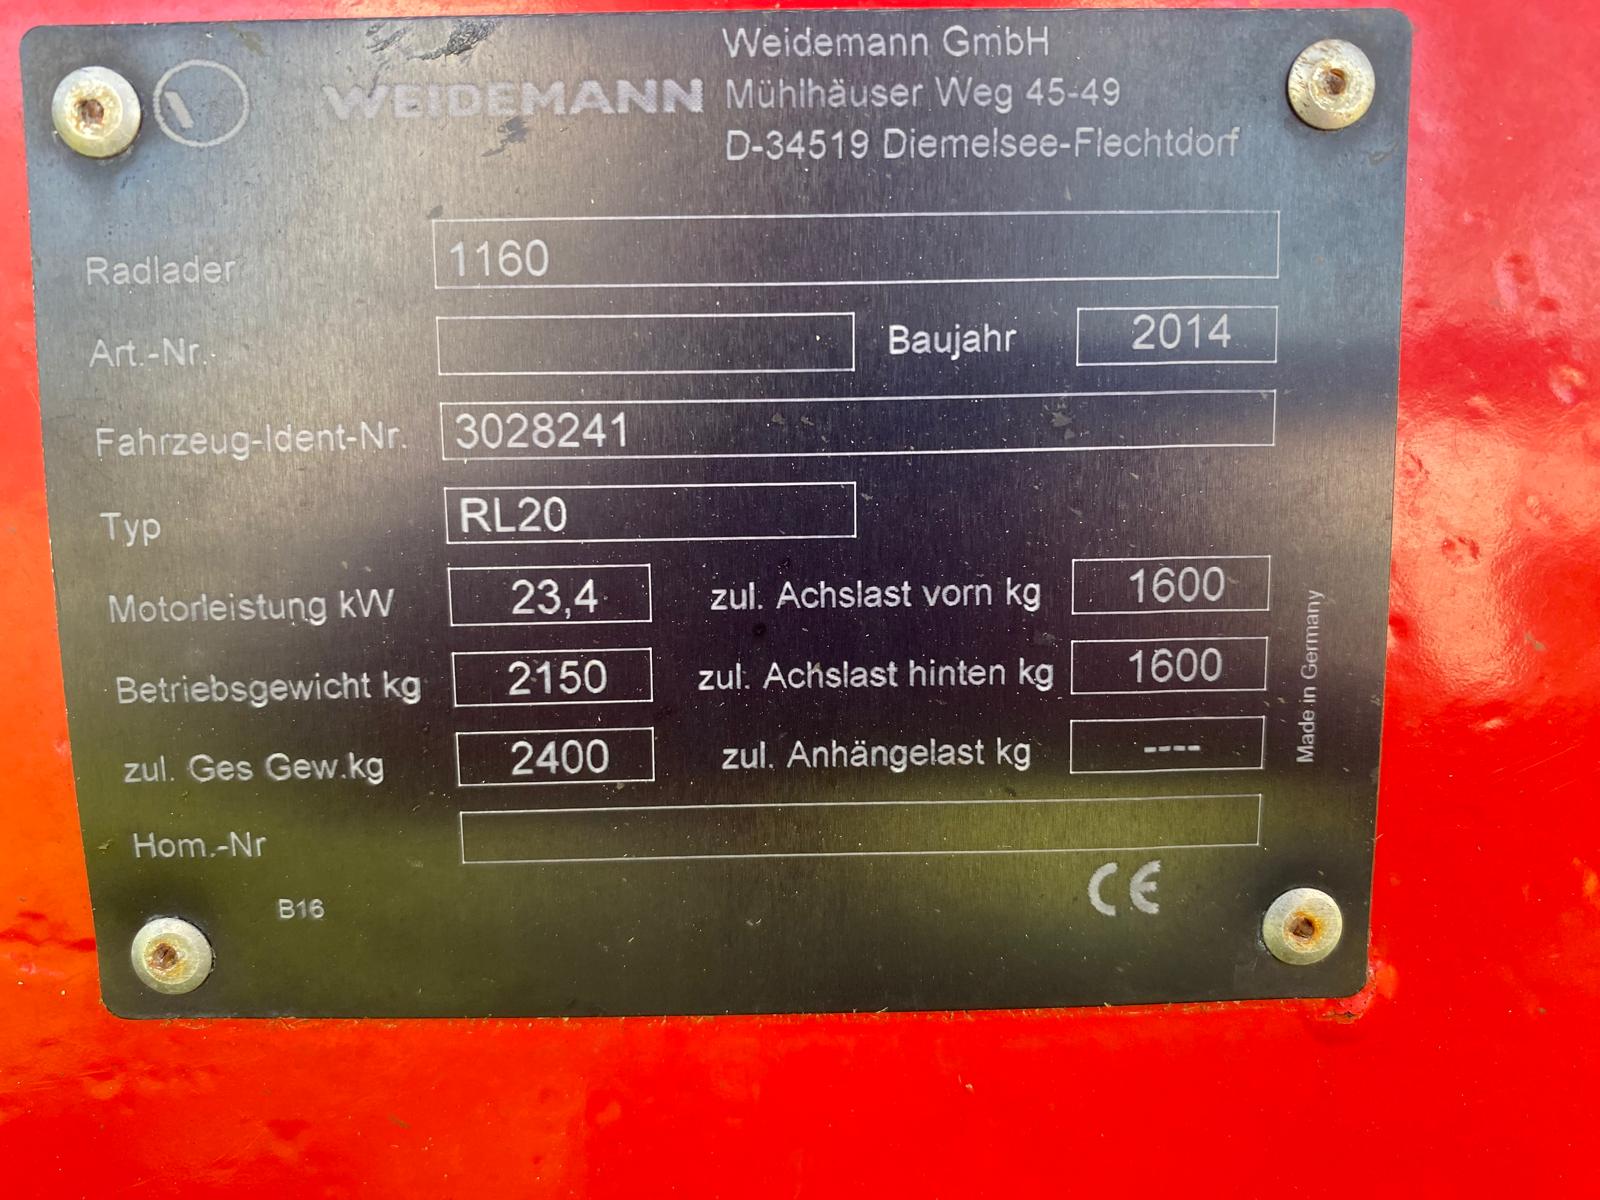 WEIDEMANN
Weidemann GmbH
Mühlhäuser Weg 45-49
D-34519 Diemelsee-Flechtdorf
Radlader 1160
Art.-Nr. Baujahr 2014
Fahrzeug-Ident-Nr. 3028241
Typ RL20
Motorleistung kW 23,4 zul. Achslast vorn kg 1600
Betriebsgewicht kg 2150 zul. Achslast hinten kg 1600
zul. Ges Gew.kg 2400 zul. Anhängelast kg ----
Hom.-Nr
Made in Germany
B16
CE